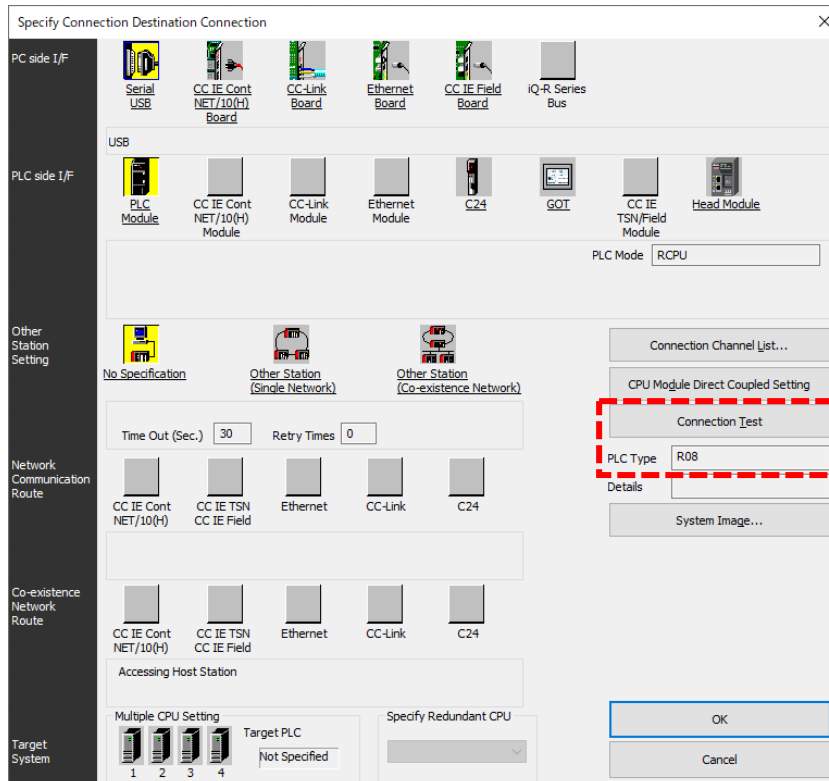 Specify Connection Destination Connection
PC side I/F
Serial
USB
CC IE Cont
NET/10(H)
Board
CC-Link
Board
Ethernet
Board
CC IE Field
Board
iQ-R Series
Bus
USB
PLC side I/F
PLC
Module
CC IE Cont
NET/10(H)
Module
CC-Link
Module
Ethernet
Module
C24
GOT
CC IE
TSN/Field
Module
Head Module
PLC Mode RCPU
Other
Station
Setting
No Specification
Other Station
(Single Network)
Other Station
(Co-existence Network)
Time Out (Sec.) 30 Retry Times 0
Connection Channel List...
CPU Module Direct Coupled Setting
Connection Test
PLC Type R08
Details
System Image...
Network
Communication
Route
CC IE Cont
NET/10(H)
CC IE TSN
CC IE Field
Ethernet
CC-Link
C24
Co-existence
Network
Route
CC IE Cont
NET/10(H)
CC IE TSN
CC IE Field
Ethernet
CC-Link
C24
Accessing Host Station
Target
System
Multiple CPU Setting
1 2 3 4
Target PLC
Not Specified
Specify Redundant CPU
OK
Cancel